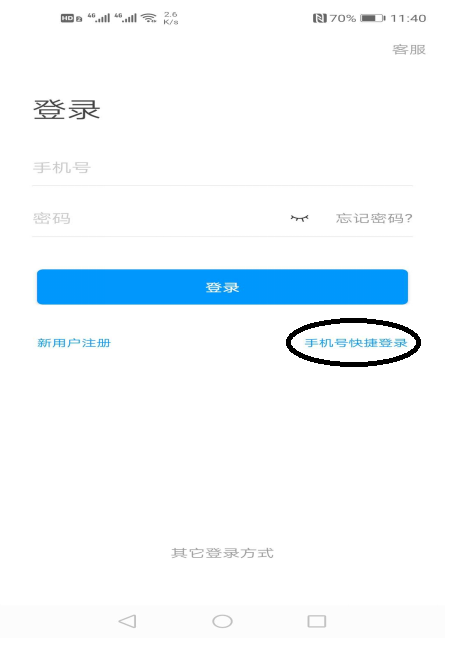 HD 2 4G 4G 2.6 K/s 70% 11:40
客服
登录
手机号
密码 忘记密码?
登录
新用户注册 手机号快捷登录
其它登录方式